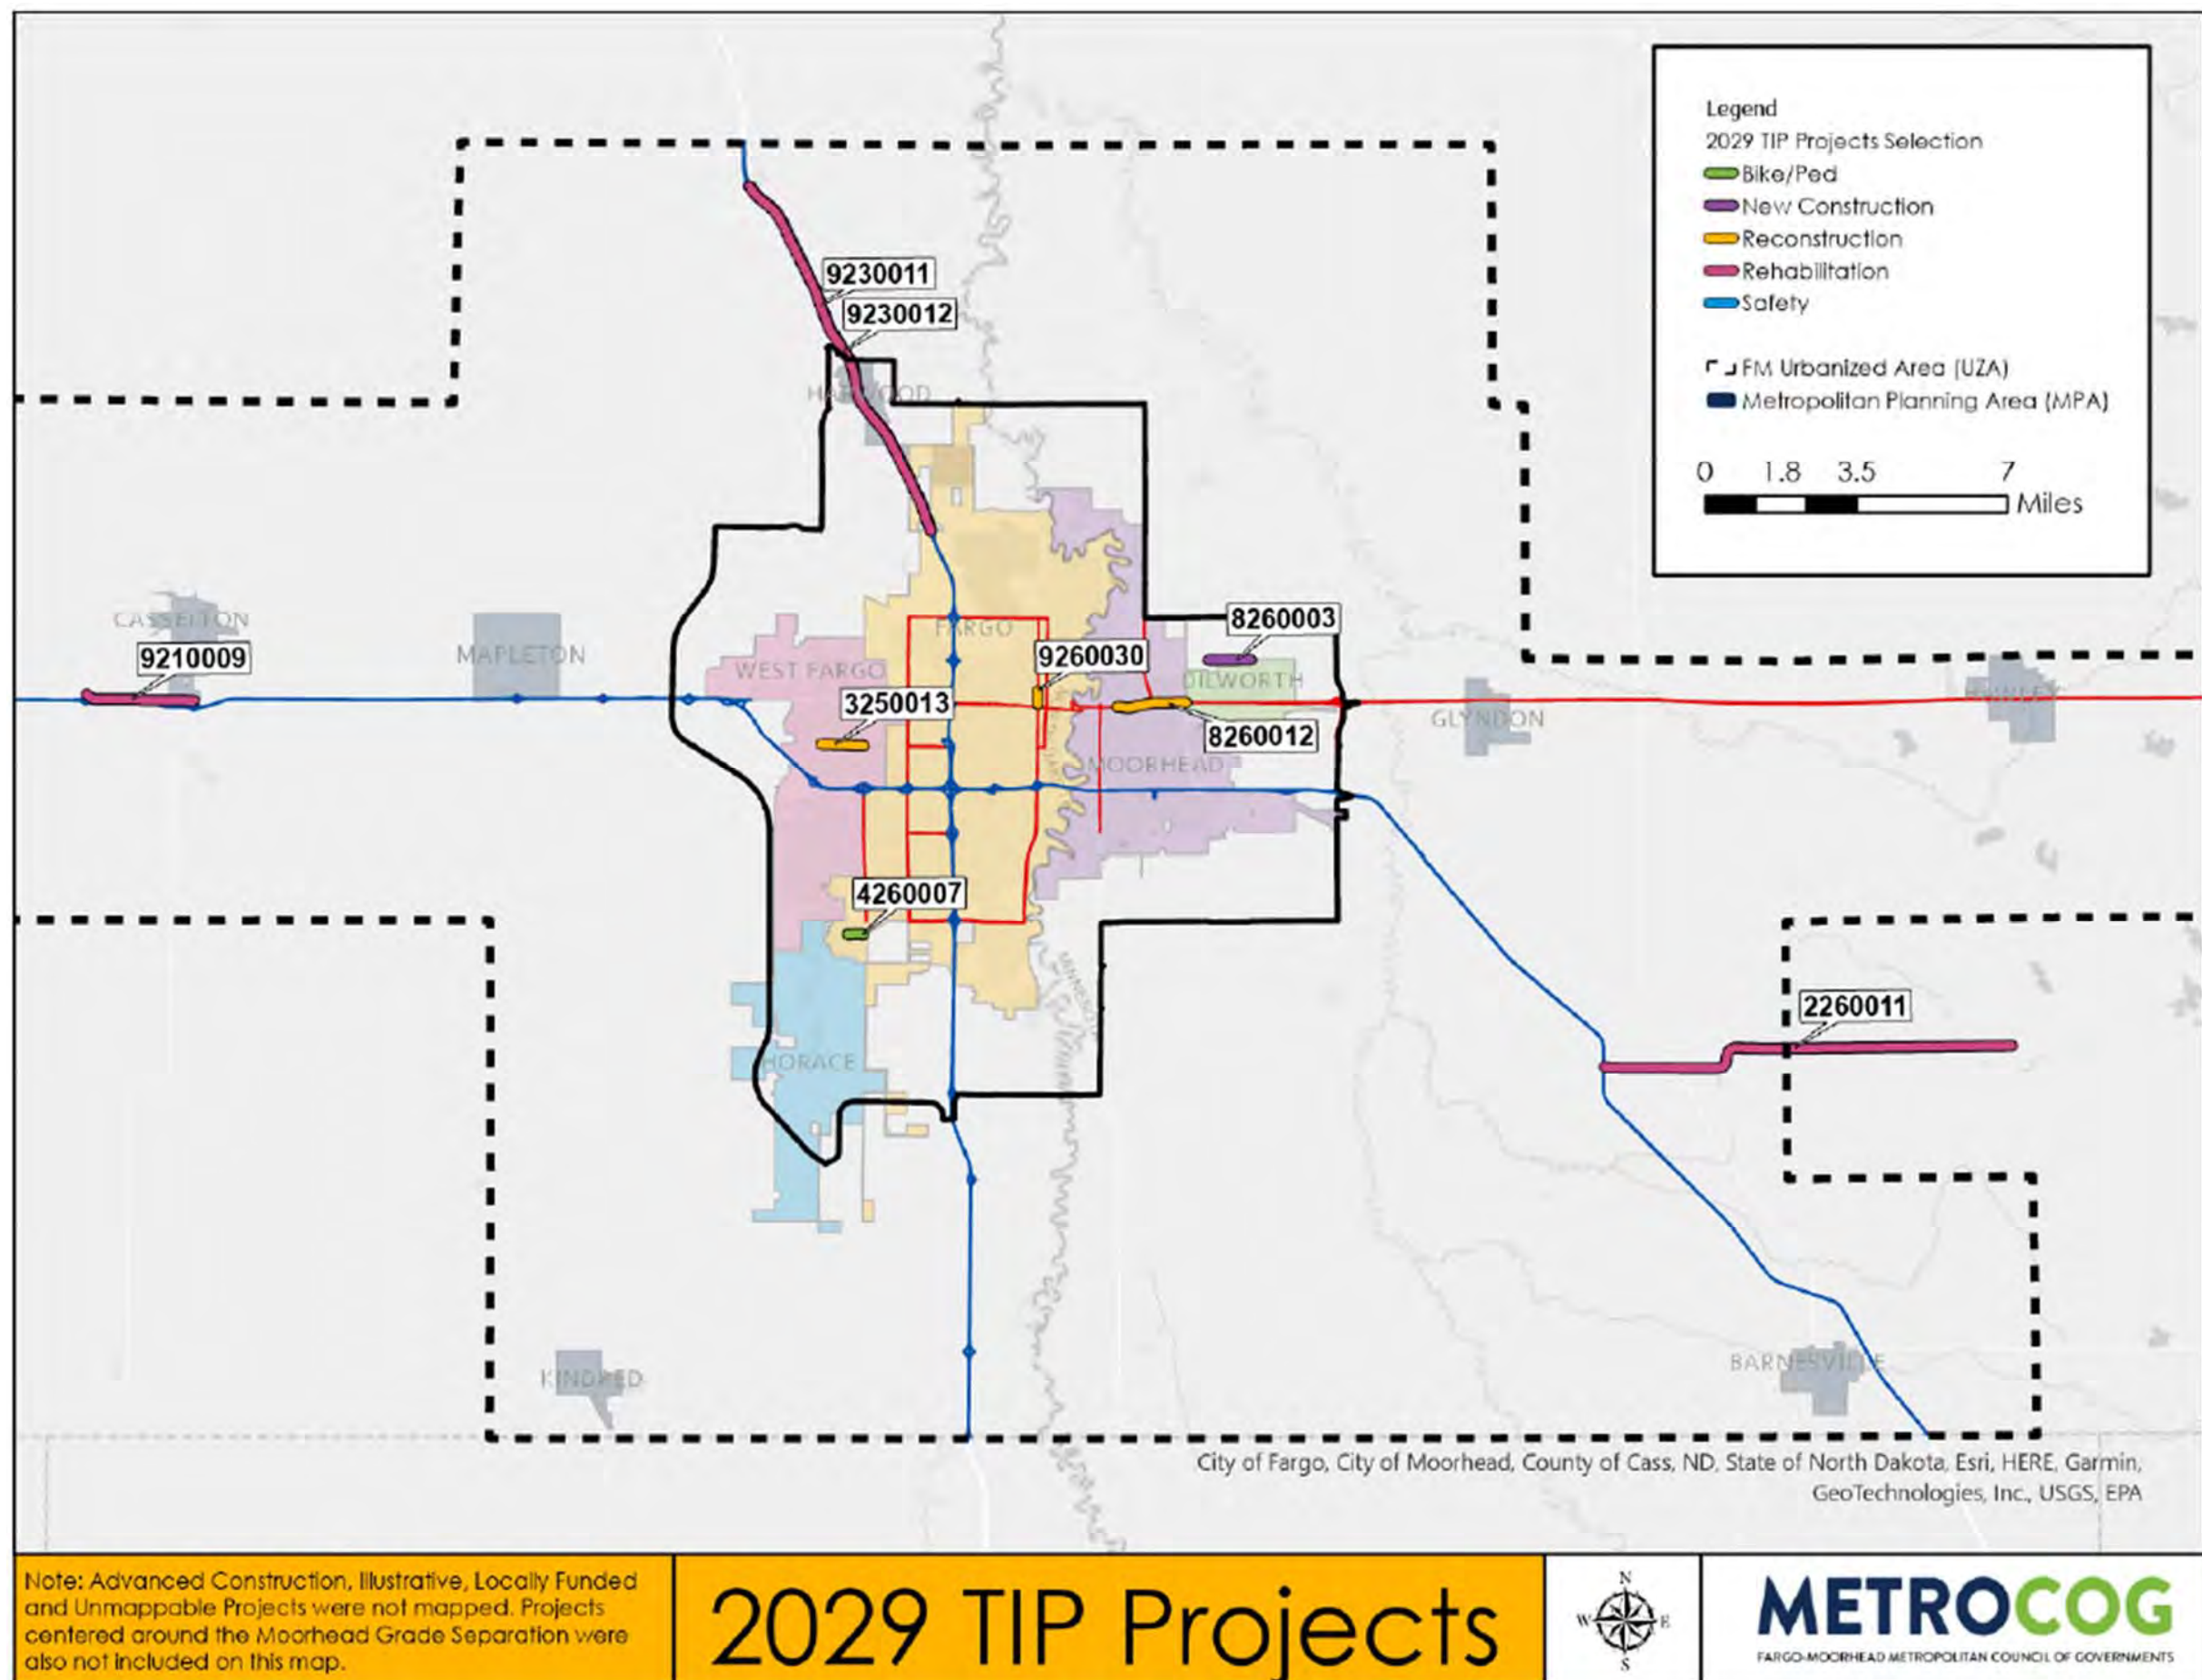 Legend
2029 TIP Projects Selection
Bike/Ped
New Construction
Reconstruction
Rehabilitation
Safety
FM Urbanized Area (UZA)
Metropolitan Planning Area (MPA)
0 1.8 3.5 7
Miles
9230011
9230012
HARWOOD
CASSELTON
9210009
MAPLETON
WEST FARGO
FARGO
8260003
9260030
DILWORTH
3250013
8260012
MOORHEAD
GLYNDON
HAWLEY
4260007
MINNESOTA
2260011
HORACE
KINDRED
BARNESVILLE
City of Fargo, City of Moorhead, County of Cass, ND, State of North Dakota, Esri, HERE, Garmin,
GeoTechnologies, Inc., USGS, EPA
Note: Advanced Construction, Illustrative, Locally Funded
and Unmappable Projects were not mapped. Projects
centered around the Moorhead Grade Separation were
also not included on this map.
2029 TIP Projects
N
W E
S
METROCOG
FARGO-MOORHEAD METROPOLITAN COUNCIL OF GOVERNMENTS